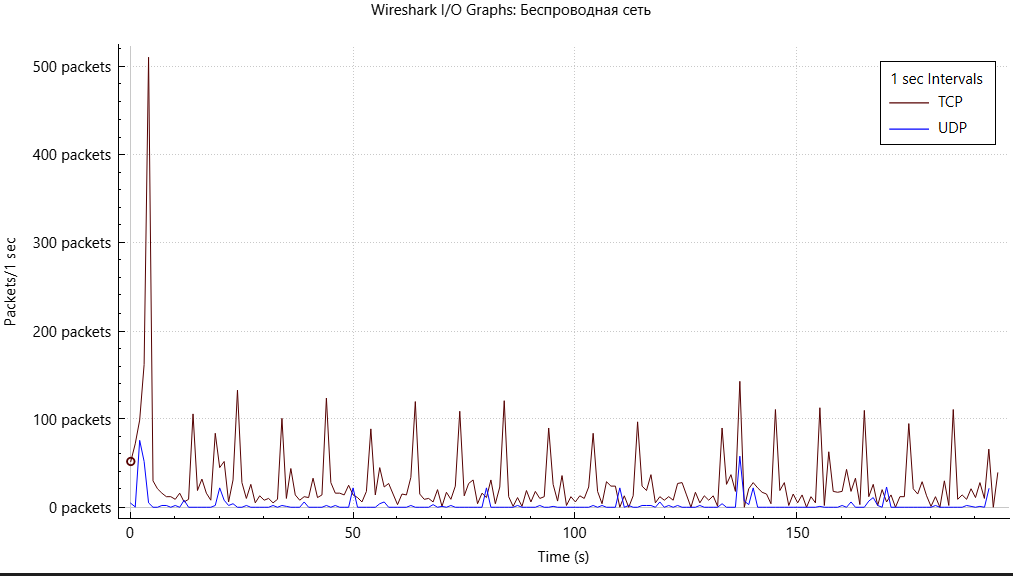 Wireshark I/O Graphs: Беспроводная сеть
1 sec Intervals
TCP
UDP
500 packets
400 packets
300 packets
200 packets
100 packets
0 packets
Packets/1 sec
0 50 100 150
Time (s)